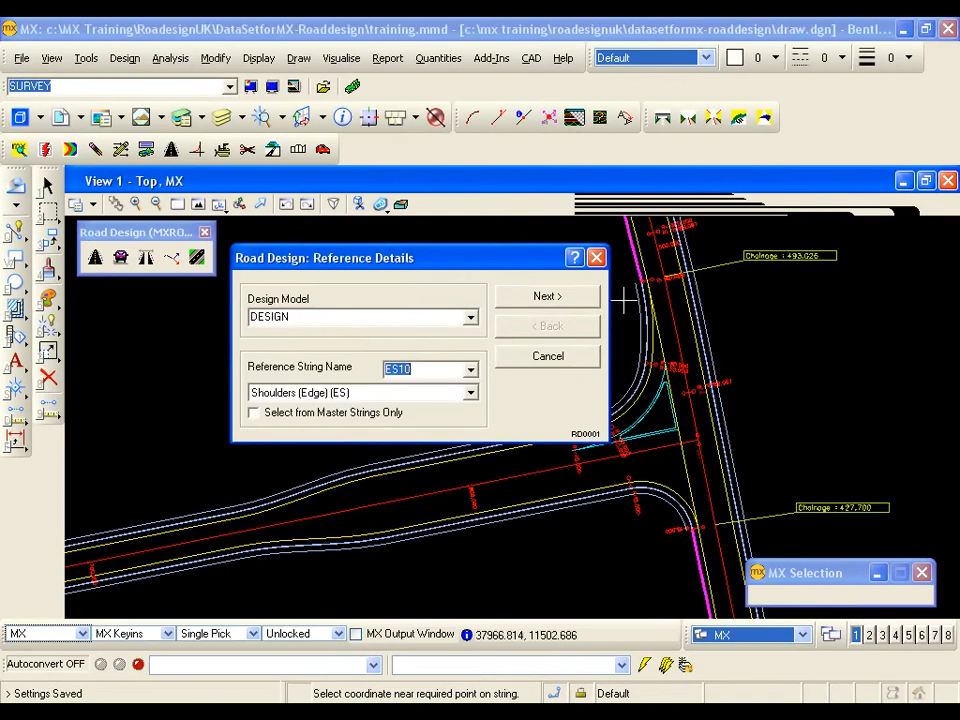 MX: c:\MX Training\RoadesignUK\DataSetforMX-Roaddesign\training.mmd - [c:\mx training\roadesignuk\datasetformx-roaddesign\draw.dgn] - Bentl...
File View Tools Design Analysis Modify Display Draw Visualise Report Quantities Add-Ins CAD Help
Default 0 0 0
SURVEY
View 1 - Top, MX
Road Design (MXRO...
Road Design: Reference Details
Design Model
DESIGN
Next >
< Back
Cancel
Reference String Name ES10
Shoulders (Edge) (ES)
Select from Master Strings Only
RD0001
Chainage : 493.026
Chainage : 427.700
MX Selection
MX MX Keyins Single Pick Unlocked MX Output Window 37966.814, 11502.686 MX 1 2 3 4 5 6 7 8
Autoconvert OFF
> Settings Saved Select coordinate near required point on string. Default